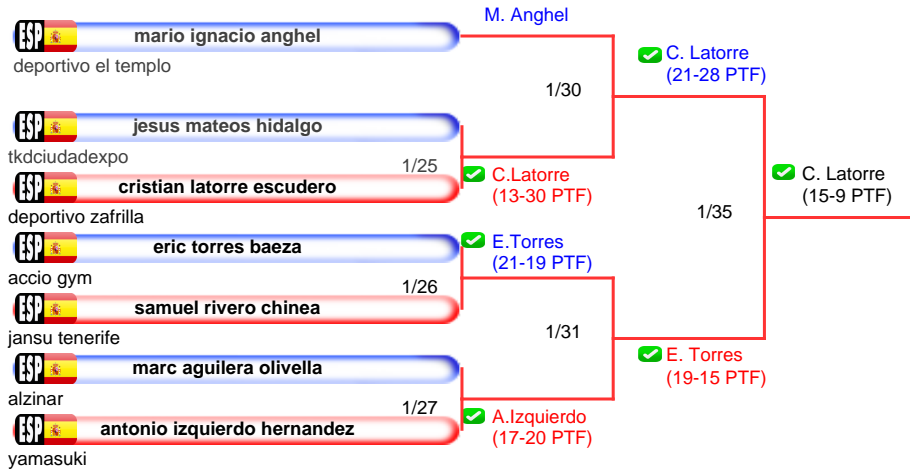 M. Anghel
ESP mario ignacio anghel
deportivo el templo
C. Latorre
(21-28 PTF)
1/30
ESP jesus mateos hidalgo
tkdciudadexpo
1/25
C.Latorre
(13-30 PTF)
ESP cristian latorre escudero
deportivo zafrilla
C. Latorre
(15-9 PTF)
1/35
ESP eric torres baeza
accio gym
E.Torres
(21-19 PTF)
1/26
ESP samuel rivero chinea
jansu tenerife
1/31
ESP marc aguilera olivella
alzinar
E. Torres
(19-15 PTF)
1/27
A.Izquierdo
(17-20 PTF)
ESP antonio izquierdo hernandez
yamasuki